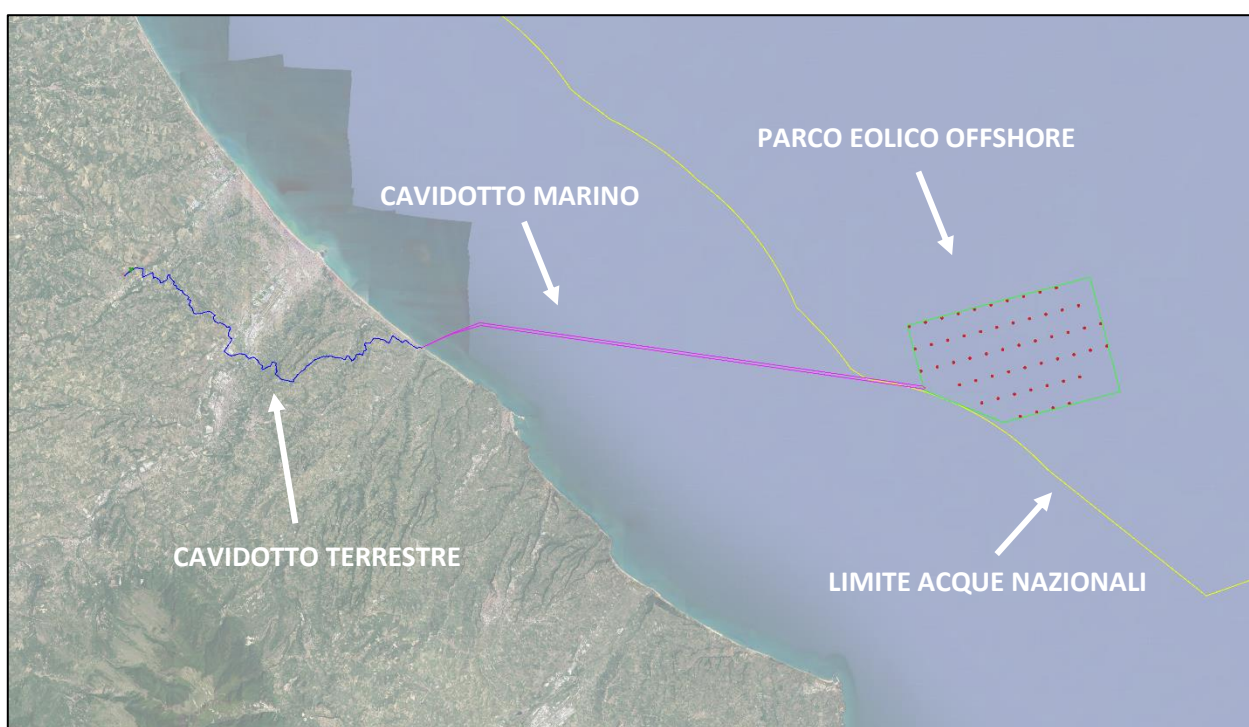 PARCO EOLICO OFFSHORE
CAVIDOTTO MARINO
CAVIDOTTO TERRESTRE
LIMITE ACQUE NAZIONALI